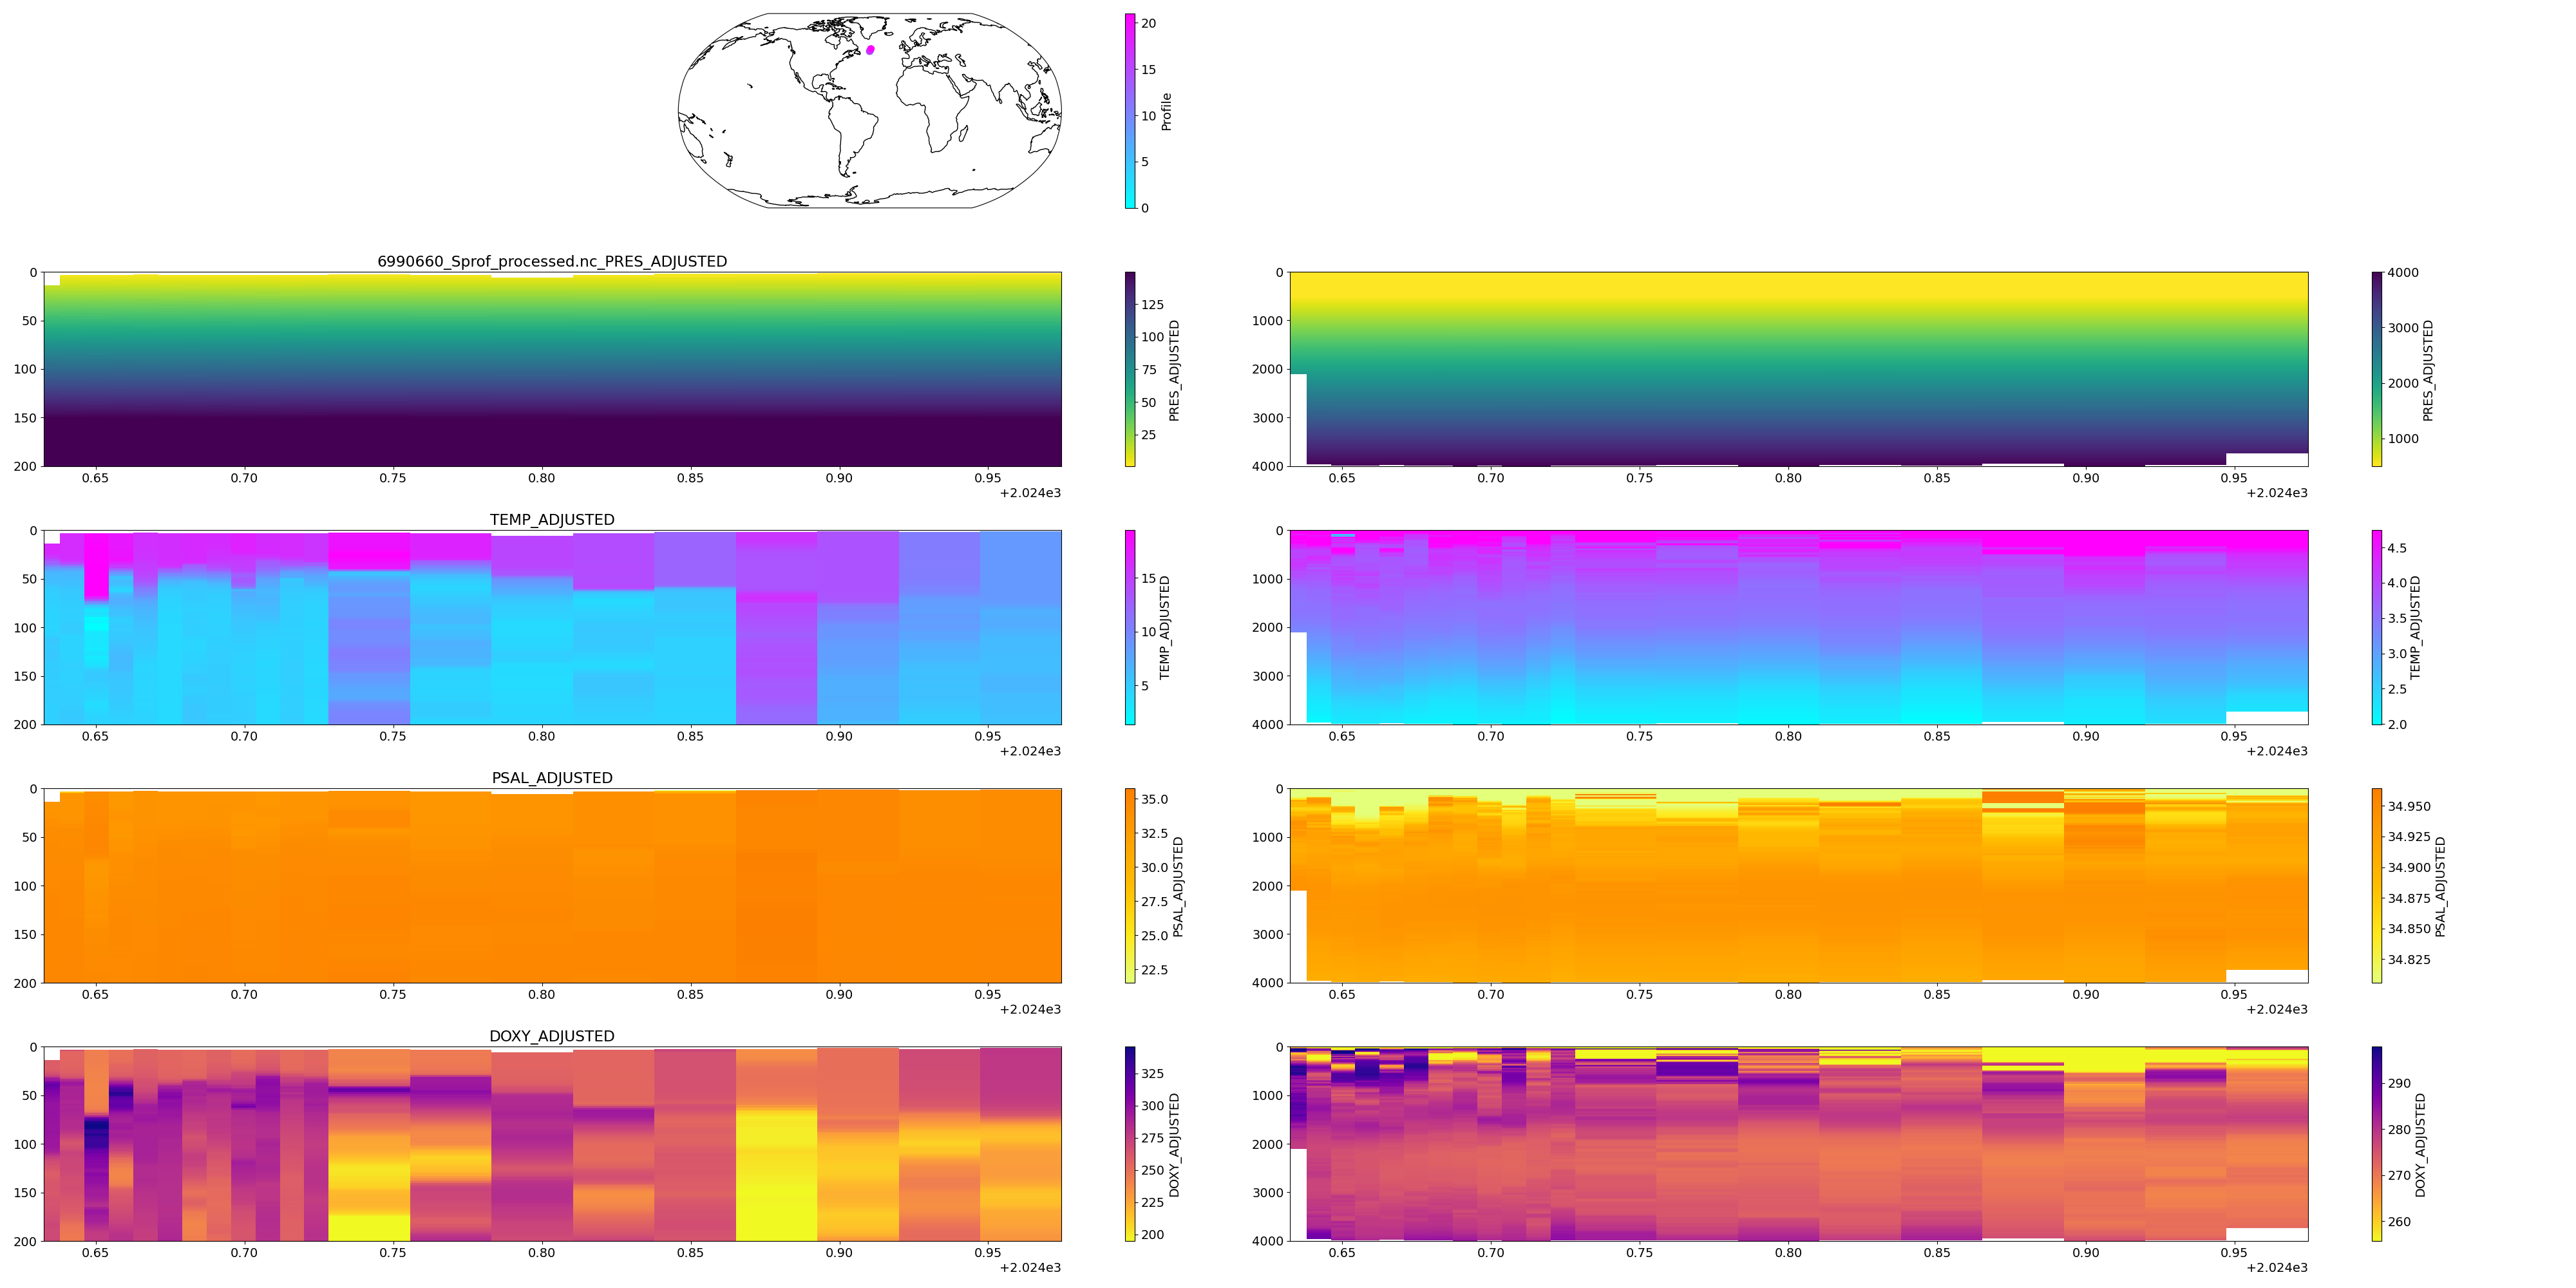 20
15
10
5
0
Profile
6990660_Sprof_processed.nc_PRES_ADJUSTED
0
50
100
150
200
0.65 0.70 0.75 0.80 0.85 0.90 0.95
+2.024e3
125
100
75
50
25
PRES_ADJUSTED
0
1000
2000
3000
4000
0.65 0.70 0.75 0.80 0.85 0.90 0.95
+2.024e3
4000
3000
2000
1000
PRES_ADJUSTED
TEMP_ADJUSTED
0
50
100
150
200
0.65 0.70 0.75 0.80 0.85 0.90 0.95
+2.024e3
15
10
5
TEMP_ADJUSTED
0
1000
2000
3000
4000
0.65 0.70 0.75 0.80 0.85 0.90 0.95
+2.024e3
4.5
4.0
3.5
3.0
2.5
2.0
TEMP_ADJUSTED
PSAL_ADJUSTED
0
50
100
150
200
0.65 0.70 0.75 0.80 0.85 0.90 0.95
+2.024e3
35.0
32.5
30.0
27.5
25.0
22.5
PSAL_ADJUSTED
0
1000
2000
3000
4000
0.65 0.70 0.75 0.80 0.85 0.90 0.95
+2.024e3
34.950
34.925
34.900
34.875
34.850
34.825
PSAL_ADJUSTED
DOXY_ADJUSTED
0
50
100
150
200
0.65 0.70 0.75 0.80 0.85 0.90 0.95
+2.024e3
325
300
275
250
225
200
DOXY_ADJUSTED
0
1000
2000
3000
4000
0.65 0.70 0.75 0.80 0.85 0.90 0.95
+2.024e3
290
280
270
260
DOXY_ADJUSTED